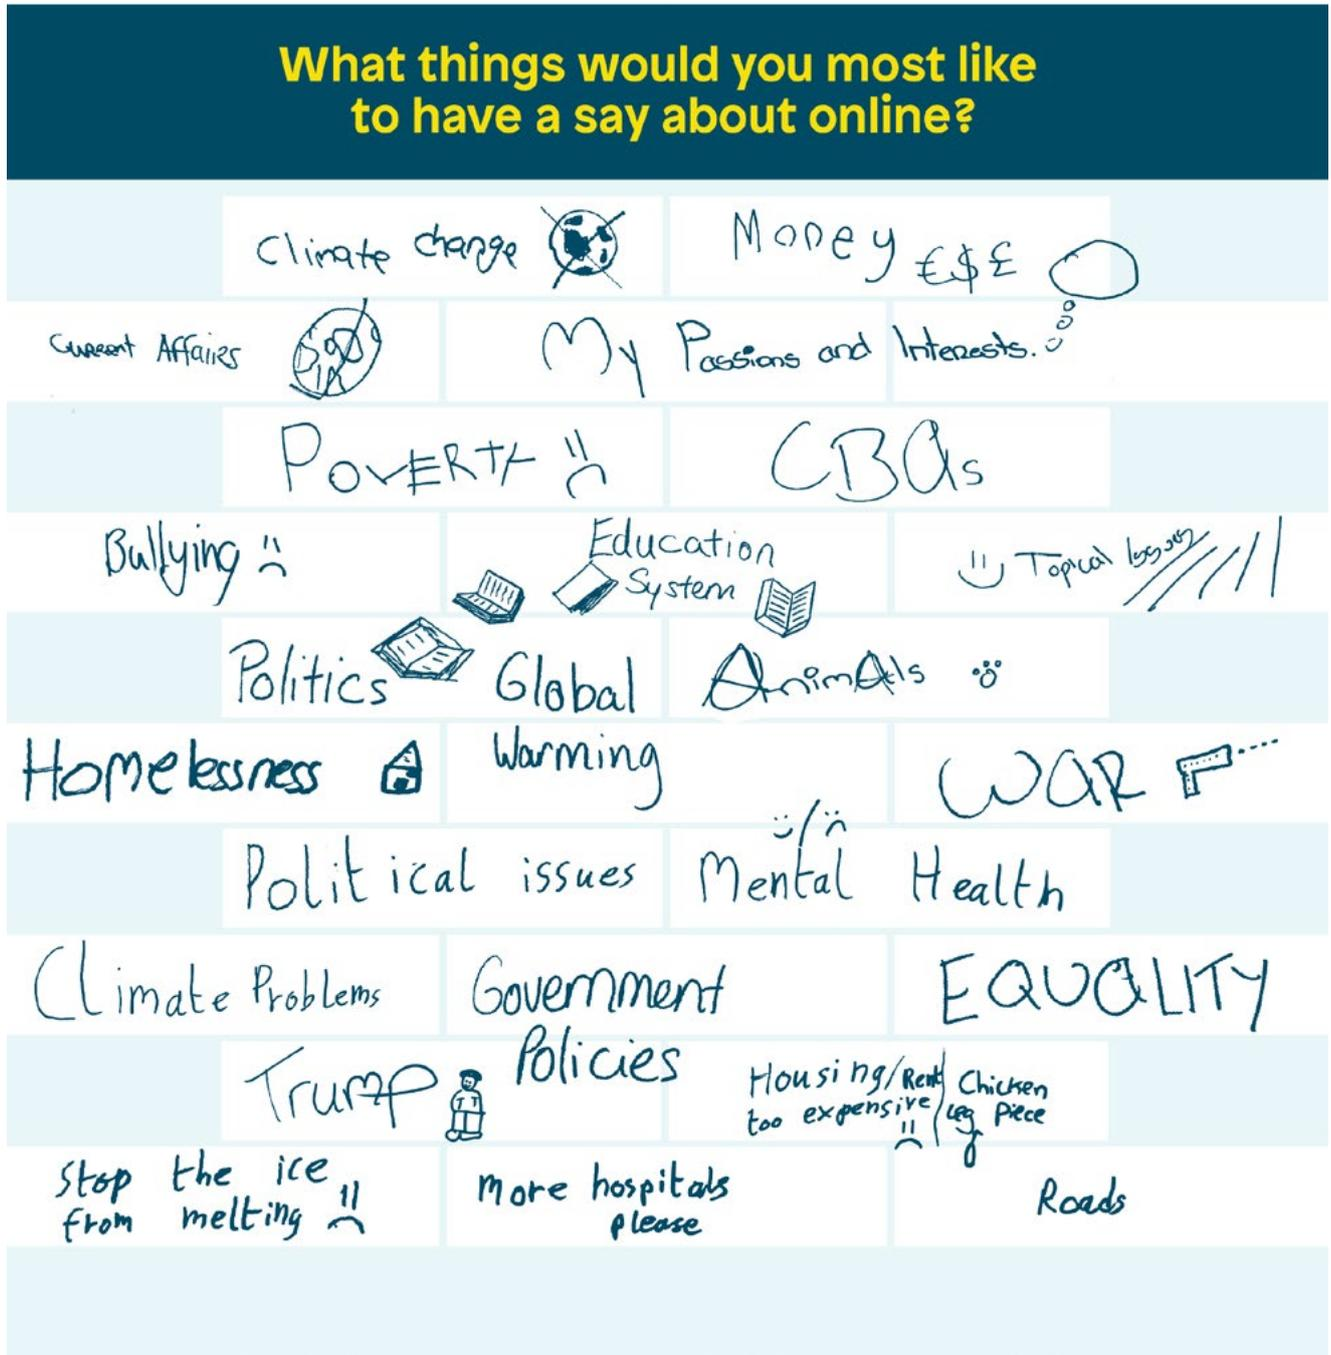 What things would you most like
to have a say about online?
Climate change
Money €$£
Current Affaires
My Passions and Interests.
POVERTY
CBAs
Bullying
Education
System
Topical
Politics
Global
Warming
Animals
Homelessness
WAR
Political issues
Mental Health
Climate Problems
Government
Policies
EQUALITY
Trump
Housing/Rent
too expensive
Chicken
leg Piece
Stop the ice
from melting
More hospitals
please
Roads